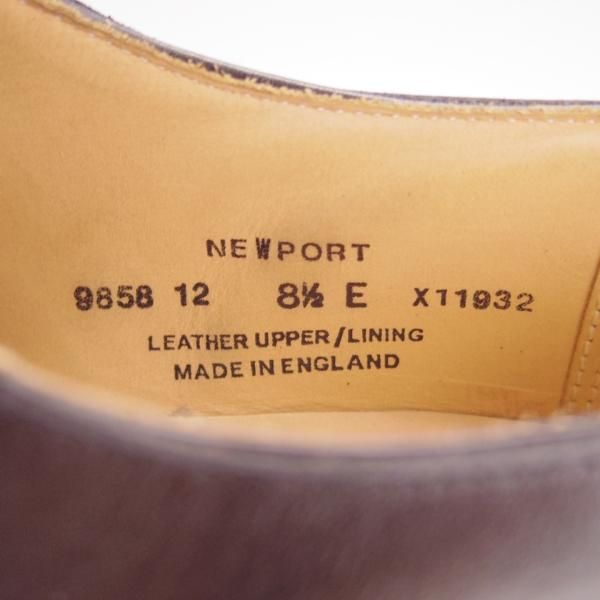 NEWPORT
9858 12 8½ E X11932
LEATHER UPPER/LINING
MADE IN ENGLAND